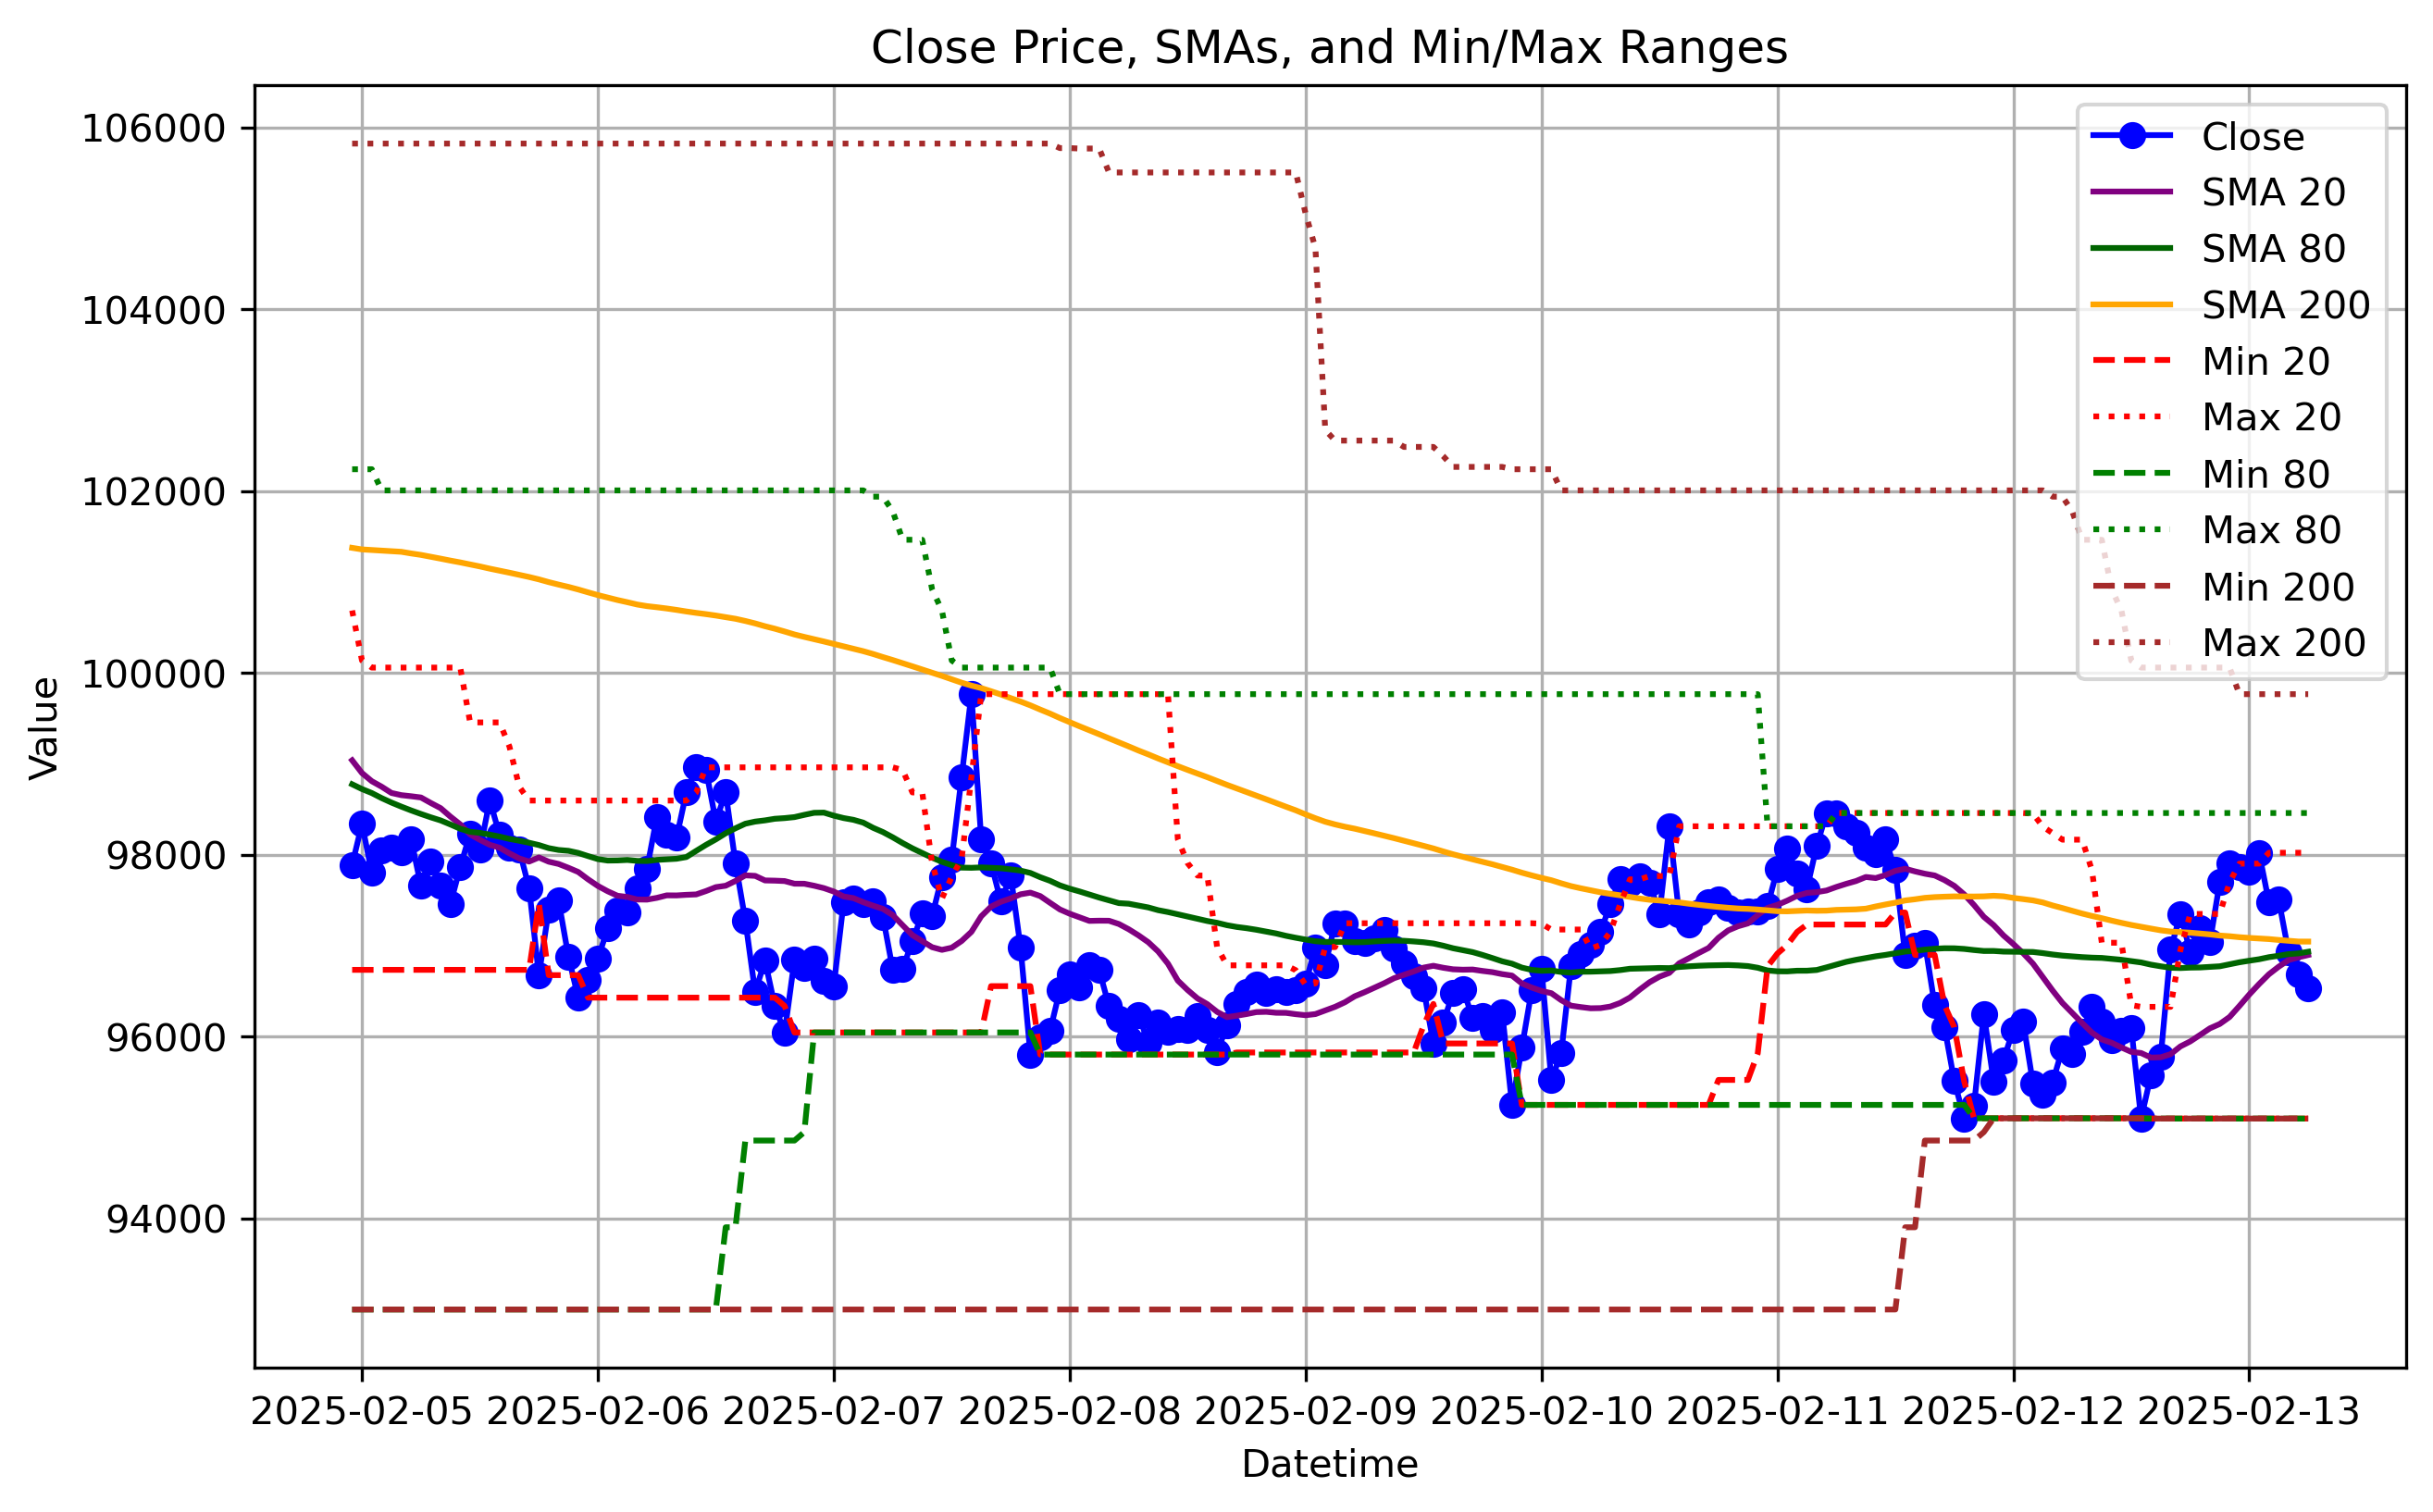 Close Price, SMAs, and Min/Max Ranges
106000
104000
102000
100000
98000
96000
94000
Value
Close
SMA 20
SMA 80
SMA 200
Min 20
Max 20
Min 80
Max 80
Min 200
Max 200
2025-02-05 2025-02-06 2025-02-07 2025-02-08 2025-02-09 2025-02-10 2025-02-11 2025-02-12 2025-02-13
Datetime